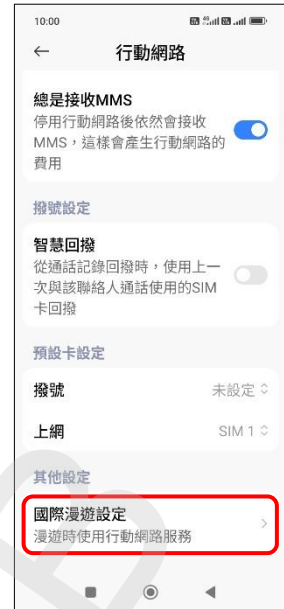 10:00
行動網路
總是接收MMS
停用行動網路後依然會接收
MMS，這樣會產生行動網路的
費用
撥號設定
智慧回撥
從通話記錄回撥時，使用上一
次與該聯絡人通話使用的SIM
卡回撥
預設卡設定
撥號 未設定
上網 SIM 1
其他設定
國際漫遊設定
漫遊時使用行動網路服務